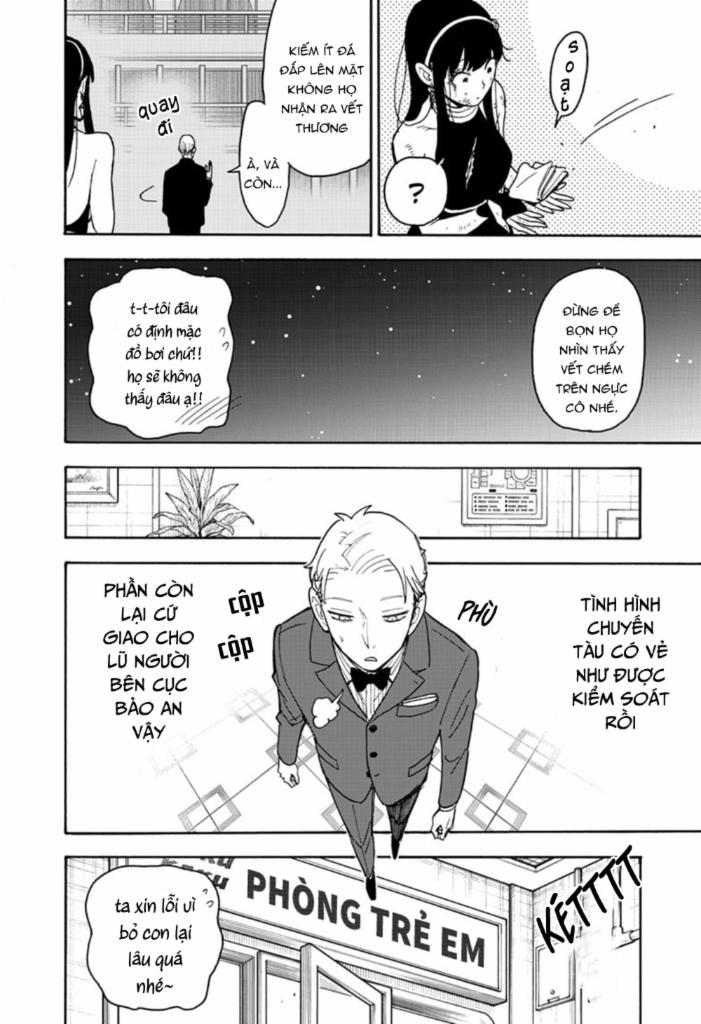 soạt
?
KIẾM ÍT ĐÁ
ĐẮP LÊN MẶT
KHÔNG HỌ
NHẬN RA VẾT
THƯƠNG
À, VÀ
CÒN...
quay
đi
ĐỪNG ĐỂ
BỌN HỌ
NHÌN THẤY
VẾT CHÉM
TRÊN NGỰC
CÔ NHÉ.
t-t-tôi đâu
có định mặc
đồ bơi chứ!!
họ sẽ không
thấy đâu ạ!!
TÌNH HÌNH
CHUYẾN
TÀU CÓ VẺ
NHƯ ĐƯỢC
KIỂM SOÁT
RỒI
PHÙ
CỘP
CỘP
PHẦN CÒN
LẠI CỨ
GIAO CHO
LŨ NGƯỜI
BÊN CỤC
BẢO AN
VẬY
KÉTTTT
PHÒNG TRẺ EM
ta xin lỗi vì
bỏ con lại
lâu quá
nhé~